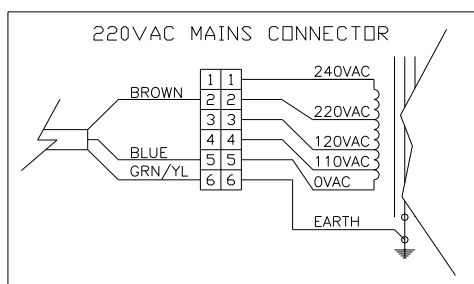 220VAC MAINS CONNECTOR
240VAC
1 1
BROWN 2 2
220VAC
3 3
120VAC
4 4
110VAC
BLUE 5 5
0VAC
GRN/YL 6 6
EARTH